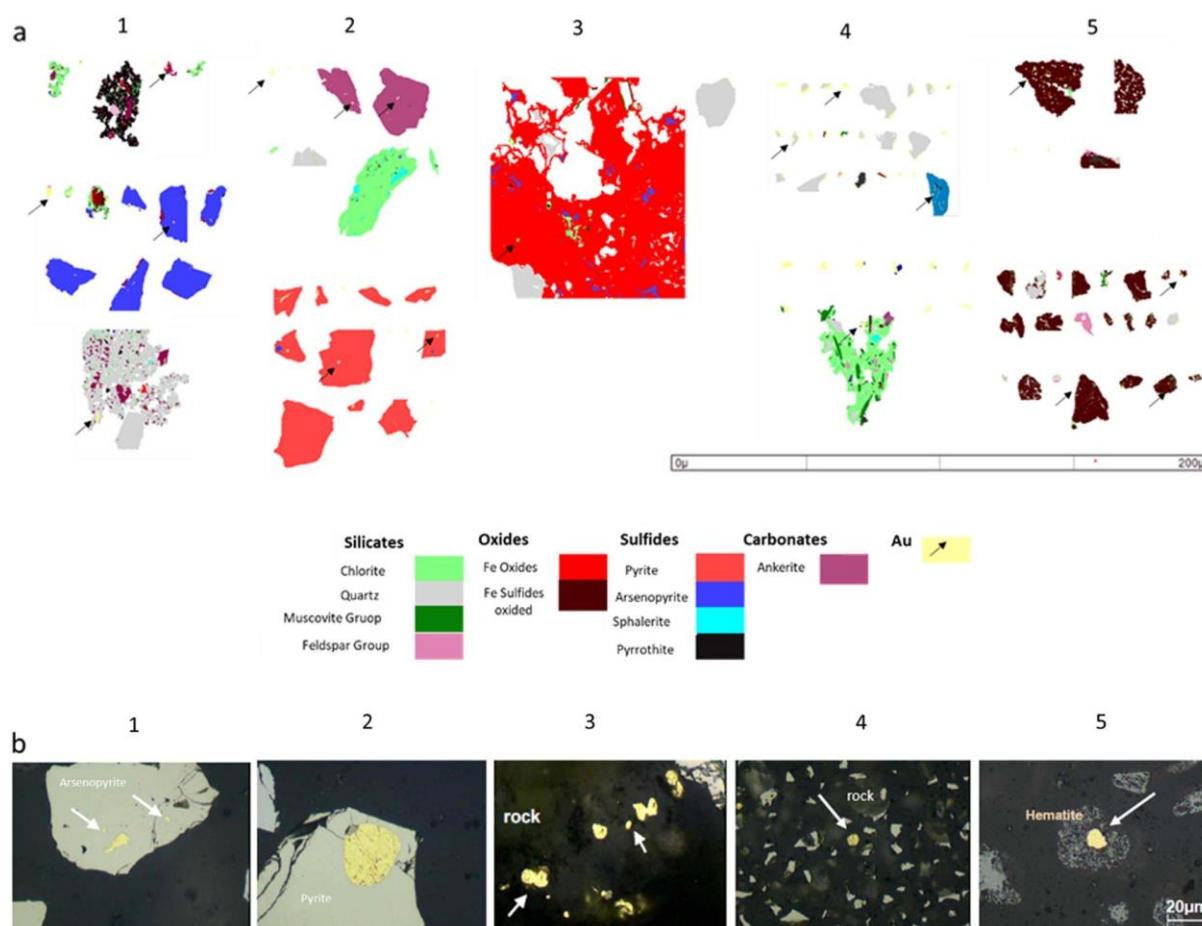 a
1 2 3 4 5
0µ 200µ
Silicates Oxides Sulfides Carbonates Au
Chlorite Fe Oxides Pyrite Ankerite
Quartz Fe Sulfides oxided Arsenopyrite
Muscovite Gruop Sphalerite
Feldspar Group Pyrrothite
b
1 2 3 4 5
Arsenopyrite
Pyrite
rock
rock
Hematite
20µm